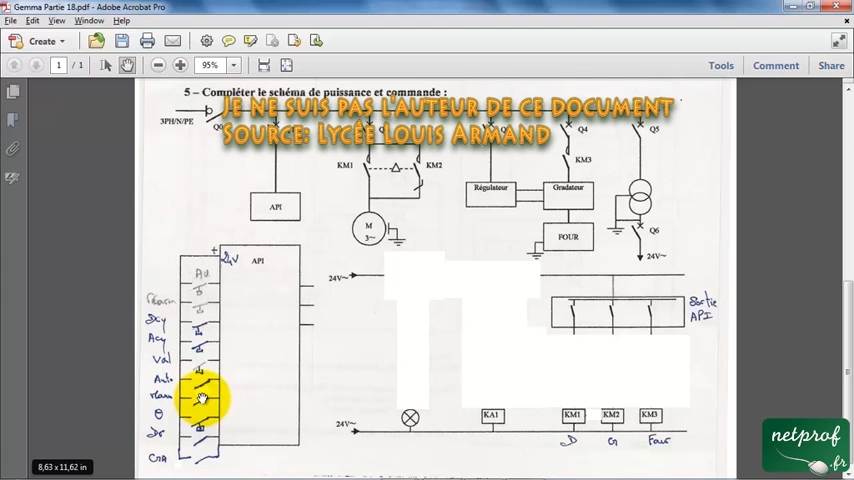 Gemma Partie 18.pdf - Adobe Acrobat Pro
File Edit View Window Help
Create
1 / 1 95% Tools Comment Share
5 – Compléter le schéma de puissance et commande :
Je ne suis pas l'auteur de ce document
Source: Lycée Louis Armand
3PH/N/PE
Q4 Q5
KM1 KM2 KM3
Régulateur Gradateur
API
M
3~
FOUR
Q6
24V~
+ 24V
API
AU
24V~
Sortie
API
Dcy
Acy
Val
Auto
θ
24V~
KA1 KM1 KM2 KM3
D G Four
8,63 x 11,62 in
netprof
.fr